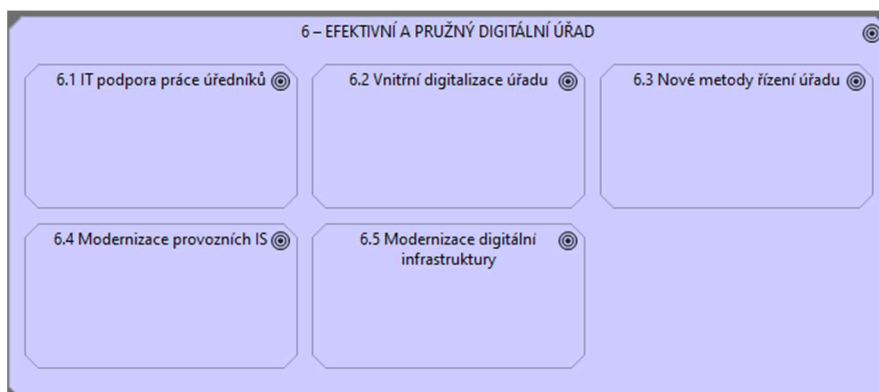 6 – EFEKTIVNÍ A PRUŽNÝ DIGITÁLNÍ ÚŘAD
6.1 IT podpora práce úředníků
6.2 Vnitřní digitalizace úřadu
6.3 Nové metody řízení úřadu
6.4 Modernizace provozních IS
6.5 Modernizace digitální
infrastruktury